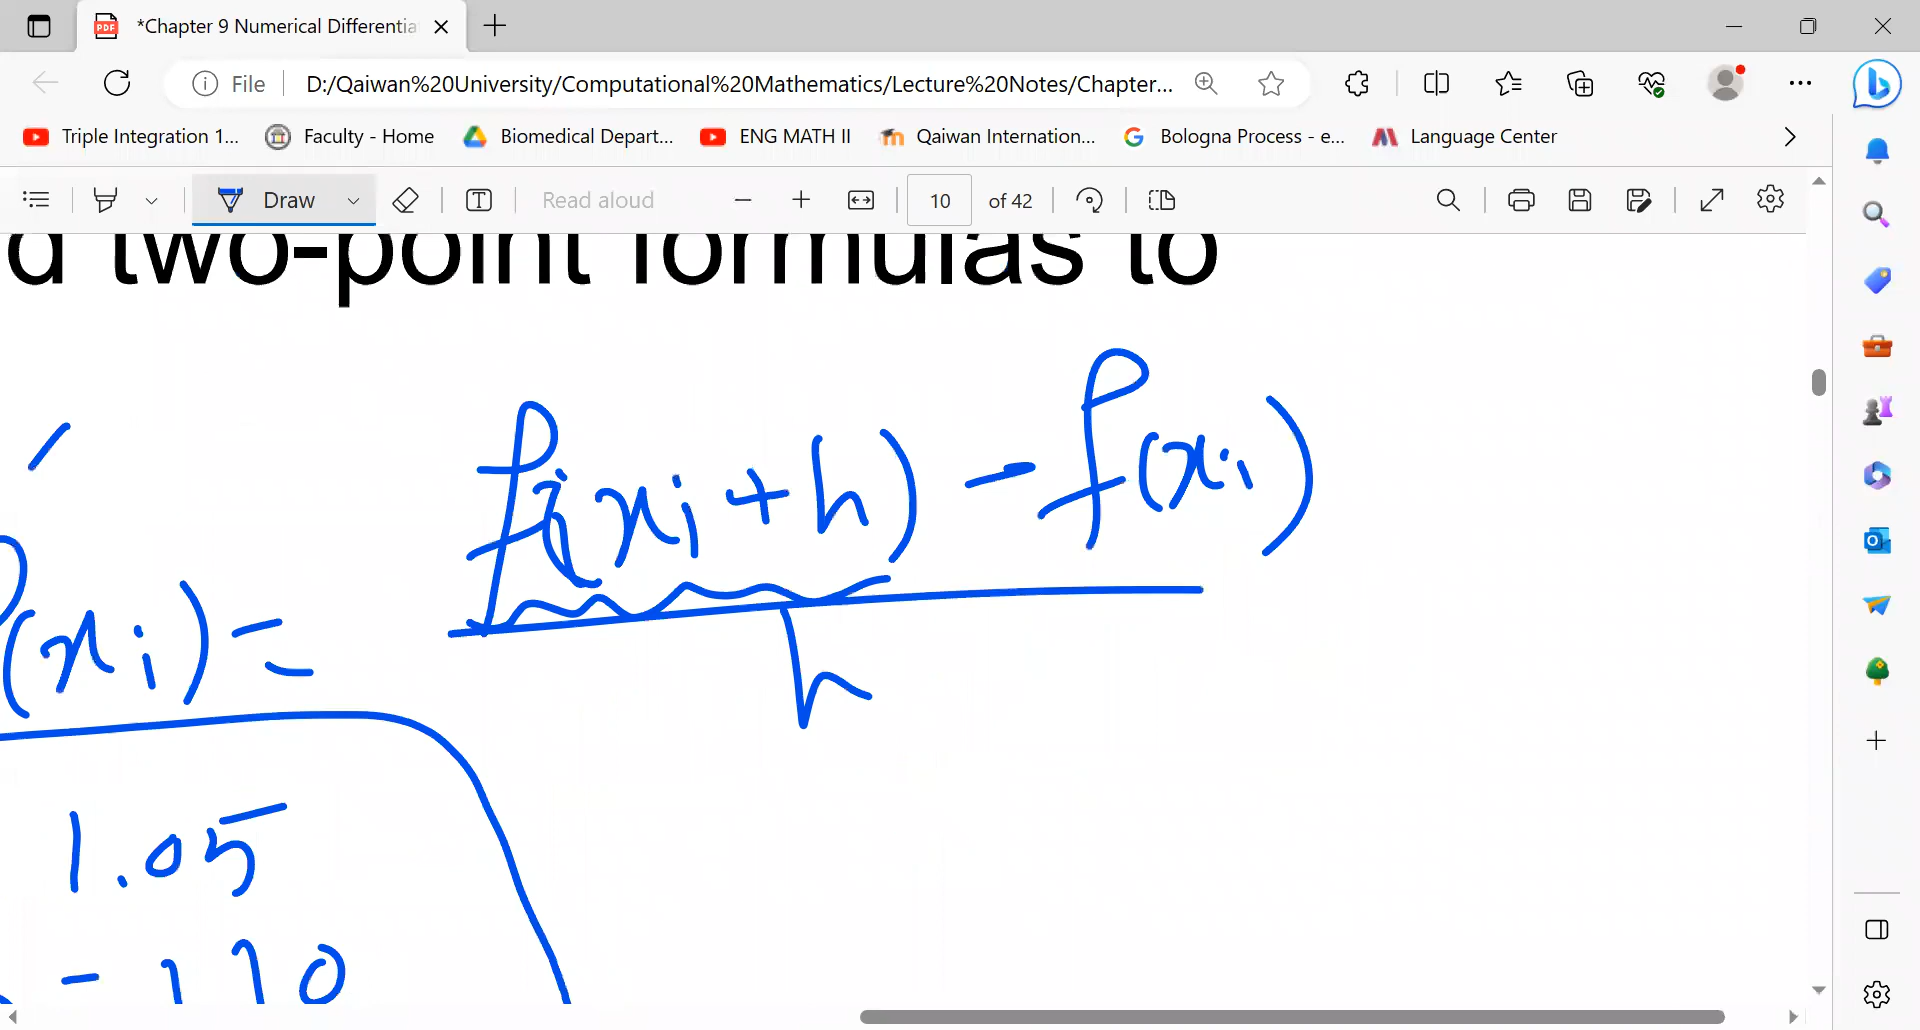 *Chapter 9 Numerical Differentia
File D:/Qaiwan%20University/Computational%20Mathematics/Lecture%20Notes/Chapter...
Triple Integration 1... Faculty - Home Biomedical Depart... ENG MATH II Qaiwan Internation... Bologna Process - e... Language Center
Draw Read aloud 10 of 42
d two-point formulas to
f(xi+h) - f(xi)
(xi) =
h
1.05